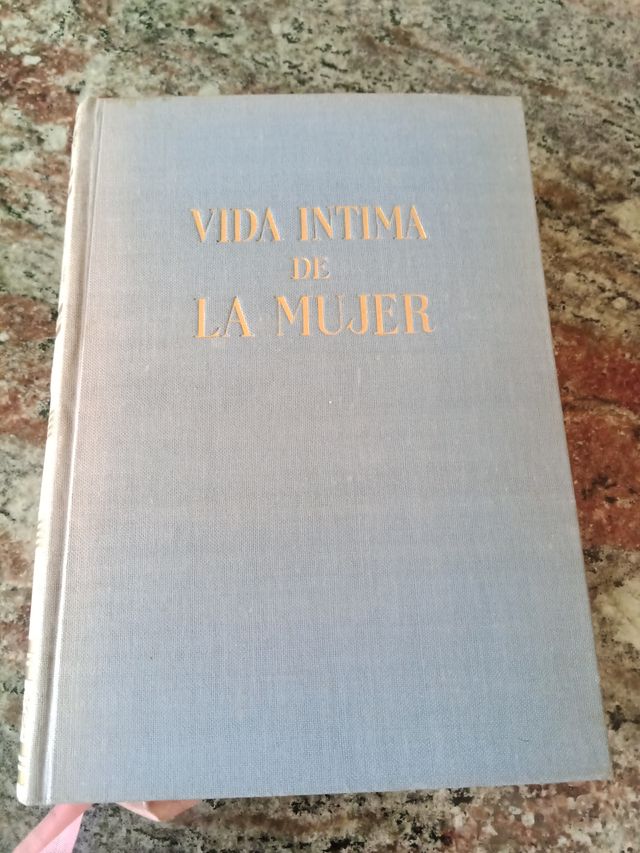 VIDA INTIMA
DE
LA MUJER